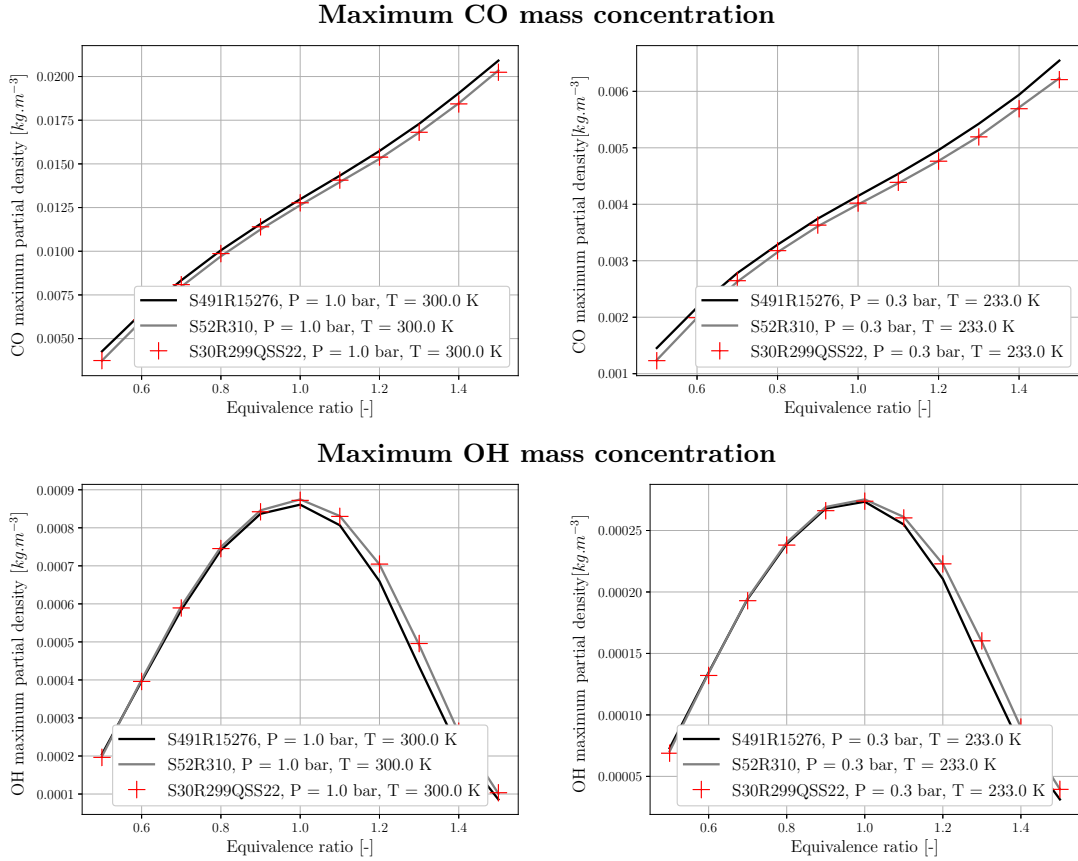 Maximum CO mass concentration
CO maximum partial density [kg.m⁻³]
0.0200
0.0175
0.0150
0.0125
0.0100
0.0075
0.0050
S491R15276, P = 1.0 bar, T = 300.0 K
S52R310, P = 1.0 bar, T = 300.0 K
S30R299QSS22, P = 1.0 bar, T = 300.0 K
0.6 0.8 1.0 1.2 1.4
Equivalence ratio [-]
CO maximum partial density[kg.m⁻³]
0.006
0.005
0.004
0.003
0.002
0.001
S491R15276, P = 0.3 bar, T = 233.0 K
S52R310, P = 0.3 bar, T = 233.0 K
S30R299QSS22, P = 0.3 bar, T = 233.0 K
0.6 0.8 1.0 1.2 1.4
Equivalence ratio [-]
Maximum OH mass concentration
OH maximum partial density [kg.m⁻³]
0.0009
0.0008
0.0007
0.0006
0.0005
0.0004
0.0003
0.0002
0.0001
S491R15276, P = 1.0 bar, T = 300.0 K
S52R310, P = 1.0 bar, T = 300.0 K
S30R299QSS22, P = 1.0 bar, T = 300.0 K
0.6 0.8 1.0 1.2 1.4
Equivalence ratio [-]
OH maximum partial density[kg.m⁻³]
0.00025
0.00020
0.00015
0.00010
0.00005
S491R15276, P = 0.3 bar, T = 233.0 K
S52R310, P = 0.3 bar, T = 233.0 K
S30R299QSS22, P = 0.3 bar, T = 233.0 K
0.6 0.8 1.0 1.2 1.4
Equivalence ratio [-]